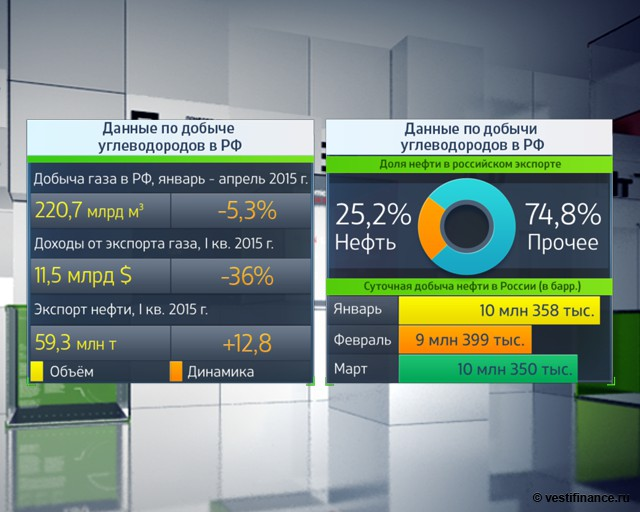 Данные по добыче
углеводородов в РФ
Добыча газа в РФ, январь - апрель 2015 г.
220,7 млрд м³ -5,3%
Доходы от экспорта газа, I кв. 2015 г.
11,5 млрд $ -36%
Экспорт нефти, I кв. 2015 г.
59,3 млн т +12,8
Объём Динамика
Данные по добычи
углеводородов в РФ
Доля нефти в российском экспорте
25,2% 74,8%
Нефть Прочее
Суточная добыча нефти в России (в барр.)
Январь 10 млн 358 тыс.
Февраль 9 млн 399 тыс.
Март 10 млн 350 тыс.
© vestifinance.ru